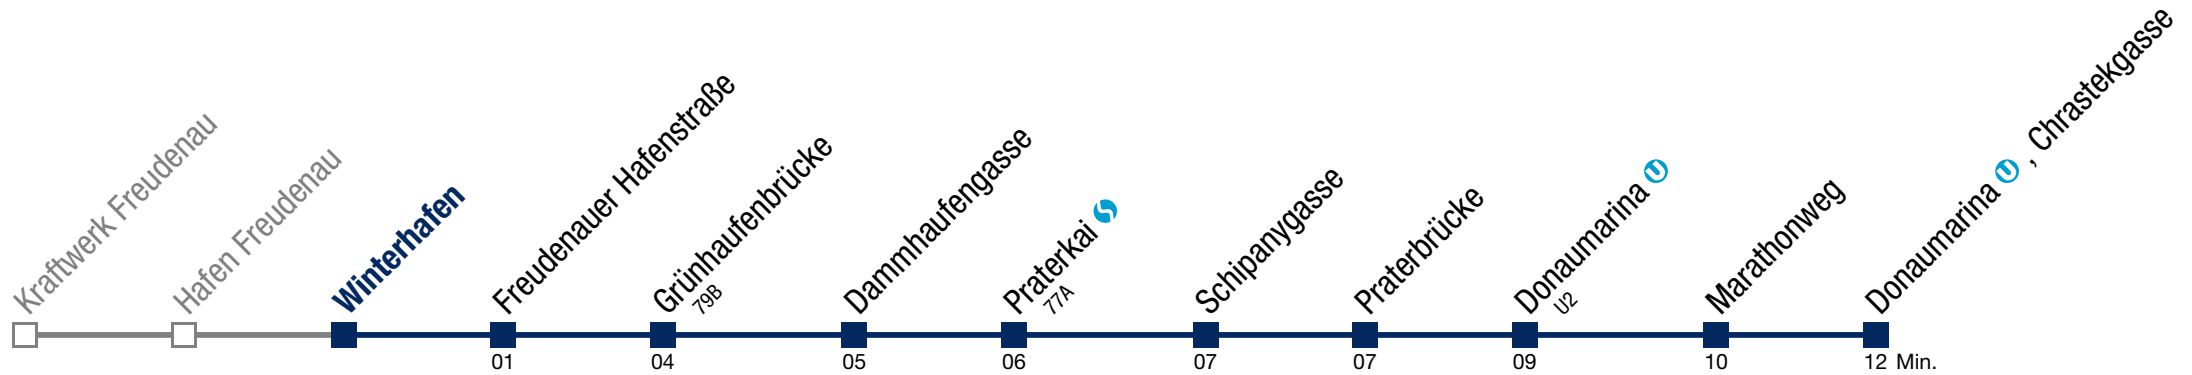 Kraftwerk Freudenau
Hafen Freudenau
Winterhafen
Freudenauer Hafenstraße
Grünhaufenbrücke
79B
Dammhaufengasse
Praterkai S
77A
Schipanygasse
Praterbrücke
Donaumarina U
U2
Marathonweg
Donaumarina U , Chrastekgasse
01 04 05 06 07 07 09 10 12 Min.